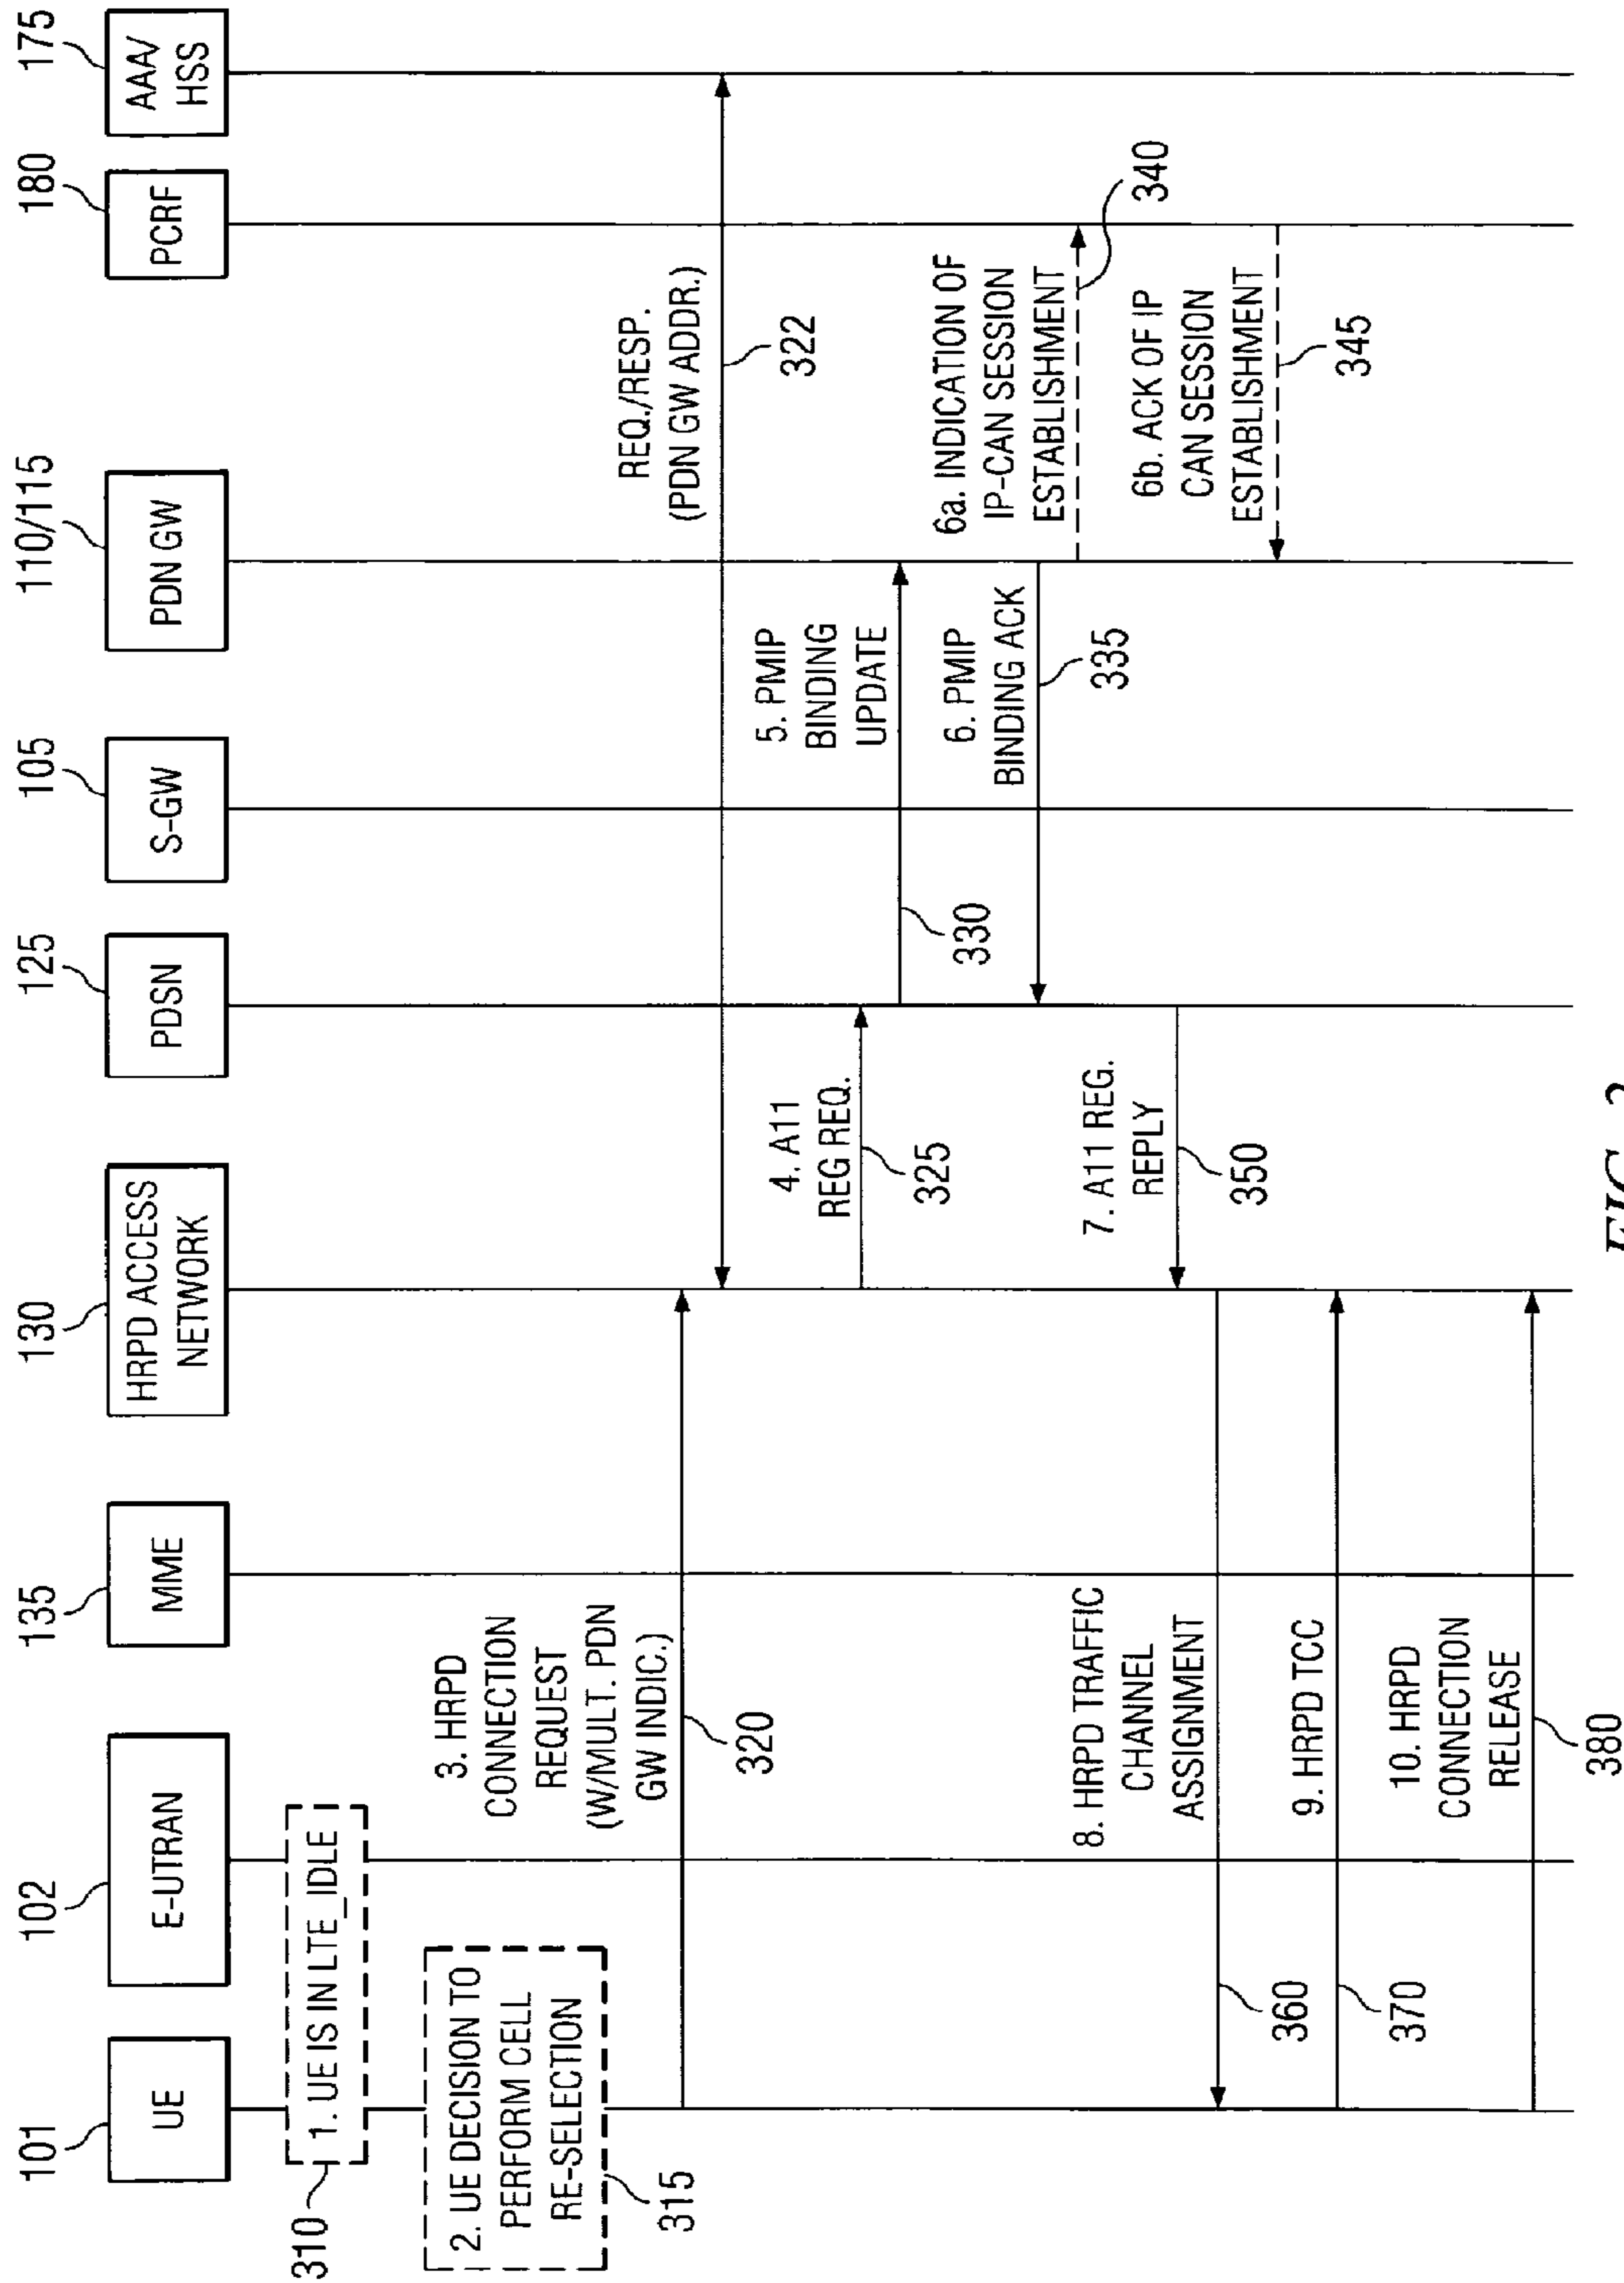 101
UE
102
E-UTRAN
135
MME
130
HRPD ACCESS
NETWORK
125
PDSN
105
S-GW
110/115
PDN GW
180
PCRF
175
AAA/
HSS
1. UE IS IN LTE_IDLE
310
2. UE DECISION TO
PERFORM CELL
RE-SELECTION
315
3. HRPD
CONNECTION
REQUEST
(W/MULT. PDN
GW INDIC.)
320
REQ./RESP.
(PDN GW ADDR.)
322
4. A11
REG REQ.
325
5. PMIP
BINDING
UPDATE
330
6. PMIP
BINDING ACK
335
6a. INDICATION OF
IP-CAN SESSION
ESTABLISHMENT
340
6b. ACK OF IP
CAN SESSION
ESTABLISHMENT
345
7. A11 REG.
REPLY
350
8. HRPD TRAFFIC
CHANNEL
ASSIGNMENT
360
9. HRPD TCC
370
10. HRPD
CONNECTION
RELEASE
380
FIG.